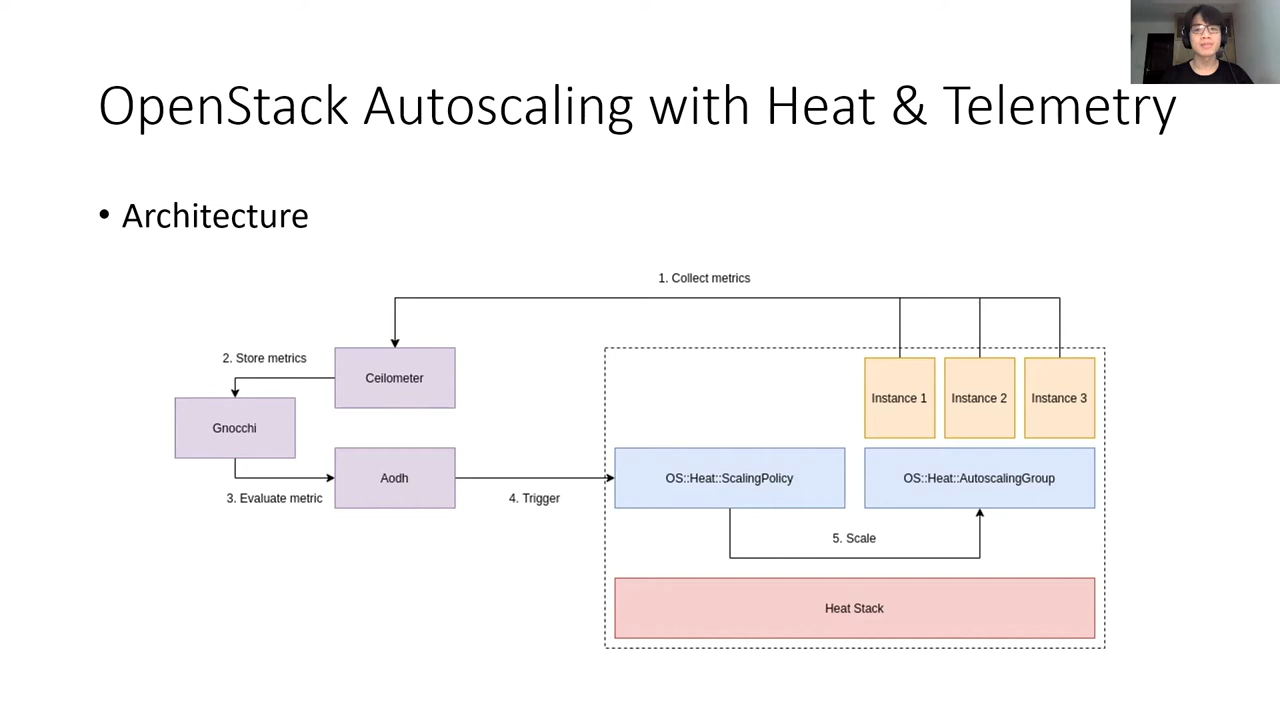 OpenStack Autoscaling with Heat & Telemetry
• Architecture
1. Collect metrics
2. Store metrics
Ceilometer
Instance 1
Instance 2
Instance 3
Gnocchi
Aodh
OS::Heat::ScalingPolicy
OS::Heat::AutoscalingGroup
3. Evaluate metric
4. Trigger
5. Scale
Heat Stack